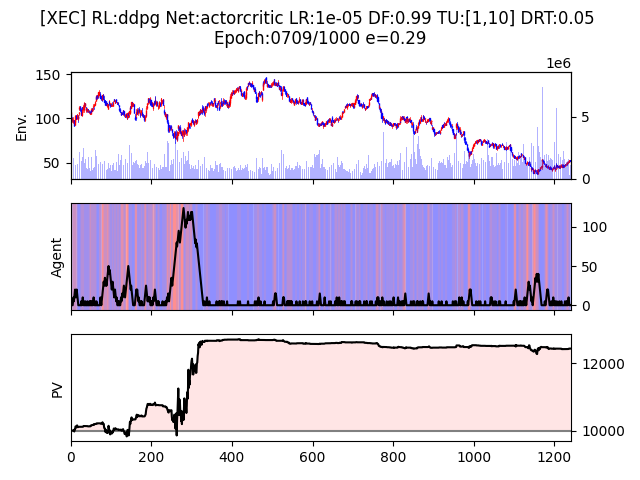 [XEC] RL:ddpg Net:actorcritic LR:1e-05 DF:0.99 TU:[1,10] DRT:0.05
Epoch:0709/1000 e=0.29
1e6
150
100
50
Env.
5
0
Agent
100
50
0
PV
12000
10000
0
200
400
600
800
1000
1200